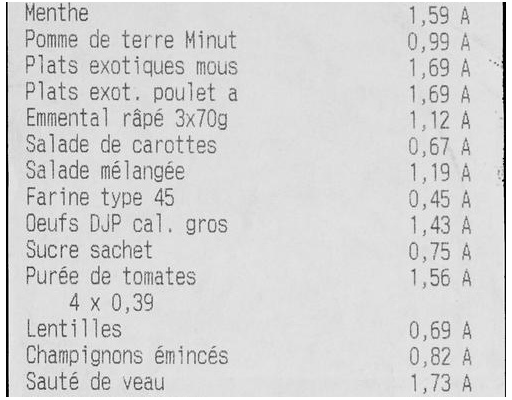 Menthe 1,59 A
Pomme de terre Minut 0,99 A
Plats exotiques mous 1,69 A
Plats exot. poulet a 1,69 A
Emmental râpé 3x70g 1,12 A
Salade de carottes 0,67 A
Salade mélangée 1,19 A
Farine type 45 0,45 A
Oeufs DJP cal. gros 1,43 A
Sucre sachet 0,75 A
Purée de tomates 1,56 A
4 x 0,39
Lentilles 0,69 A
Champignons émincés 0,82 A
Sauté de veau 1,73 A